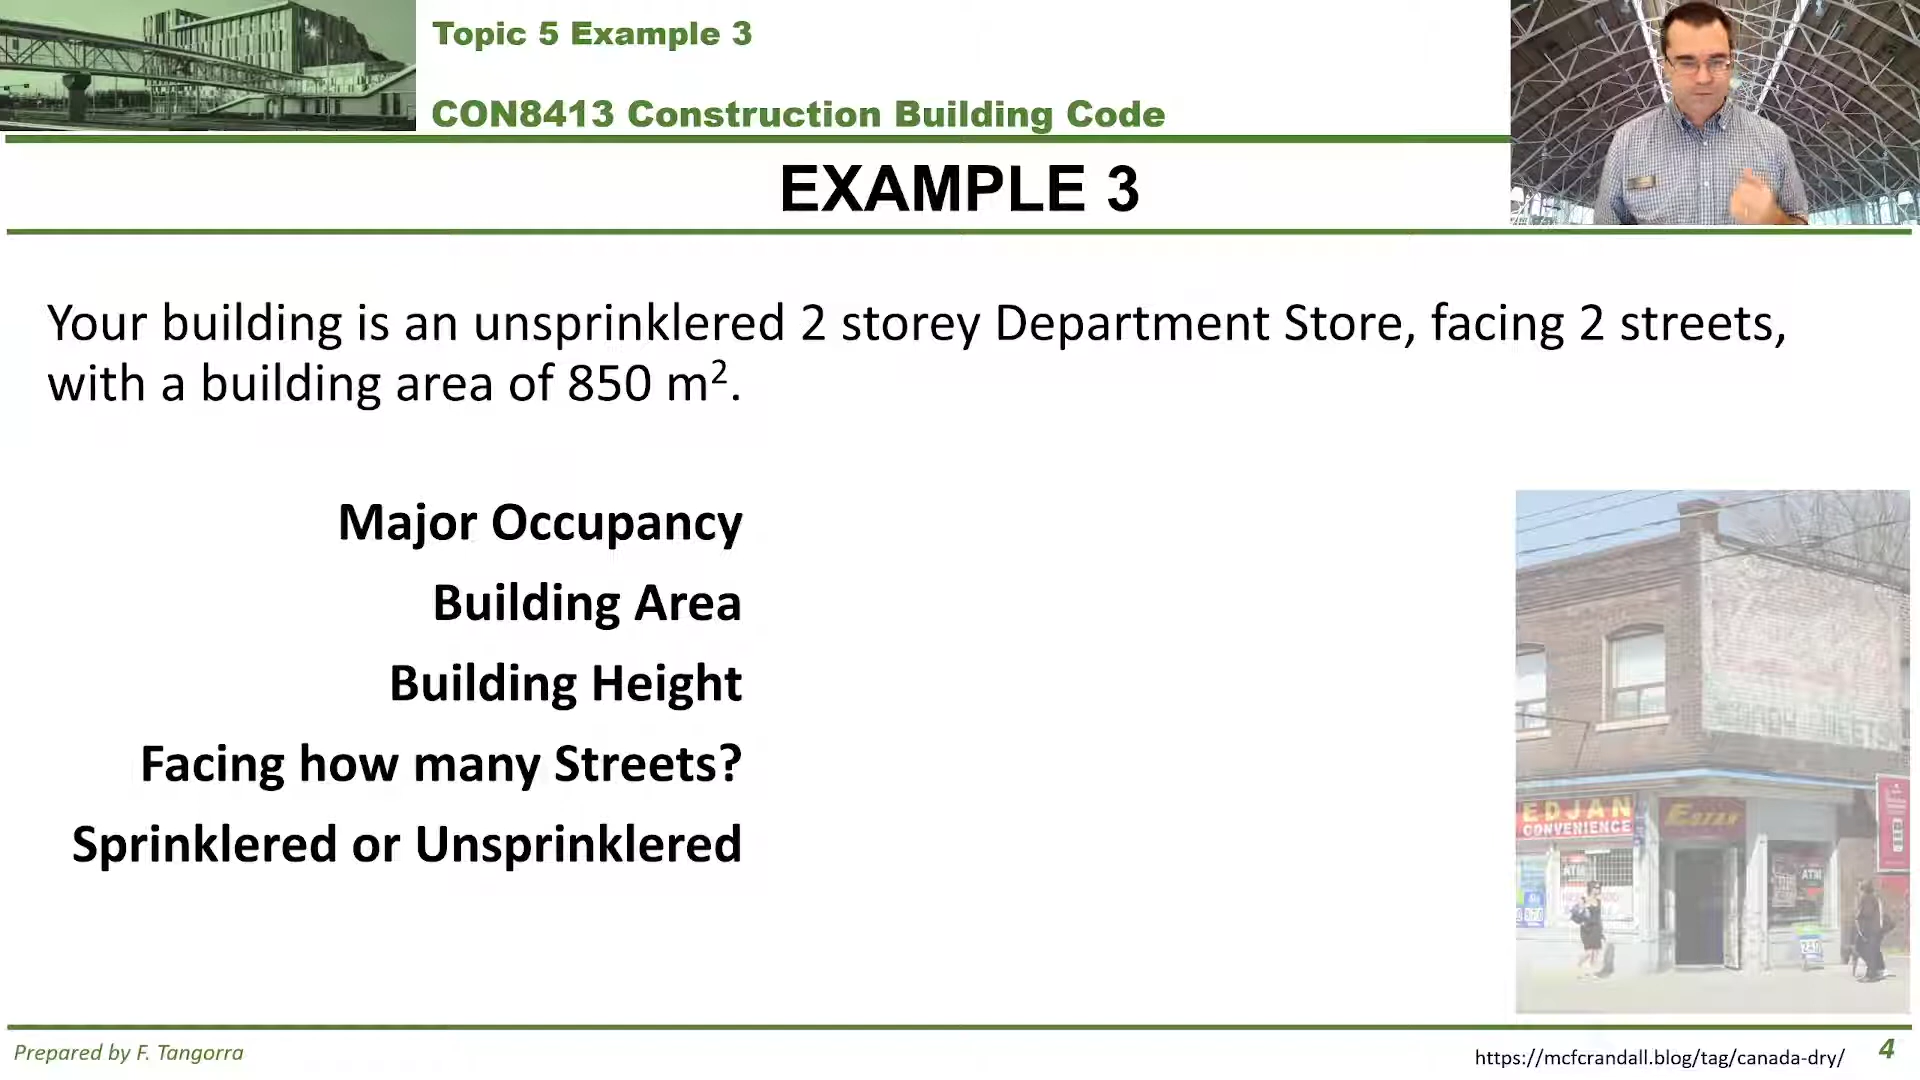 Topic 5 Example 3
CON8413 Construction Building Code
EXAMPLE 3
Your building is an unsprinklered 2 storey Department Store, facing 2 streets,
with a building area of 850 m².
Major Occupancy
Building Area
Building Height
Facing how many Streets?
Sprinklered or Unsprinklered
EDJAN
CONVENIENCE
ATM
ATM
Prepared by F. Tangorra
https://mcfcrandall.blog/tag/canada-dry/
4